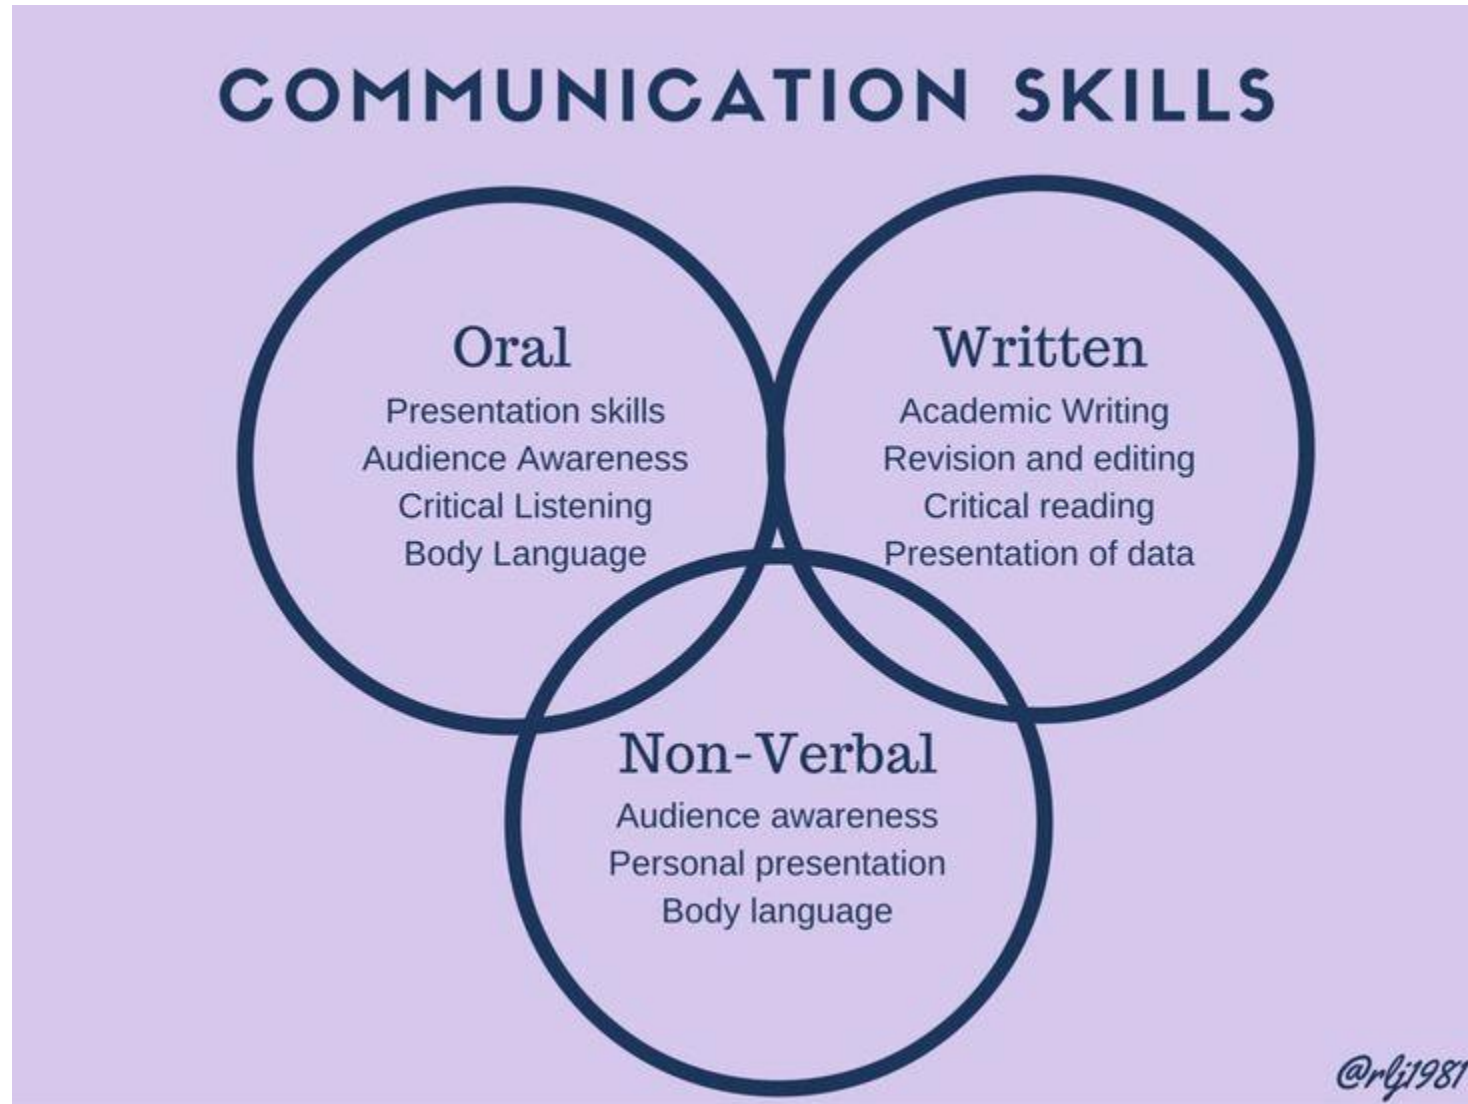 COMMUNICATION SKILLS
Oral
Presentation skills
Audience Awareness
Critical Listening
Body Language
Written
Academic Writing
Revision and editing
Critical reading
Presentation of data
Non-Verbal
Audience awareness
Personal presentation
Body language
@rlj1981